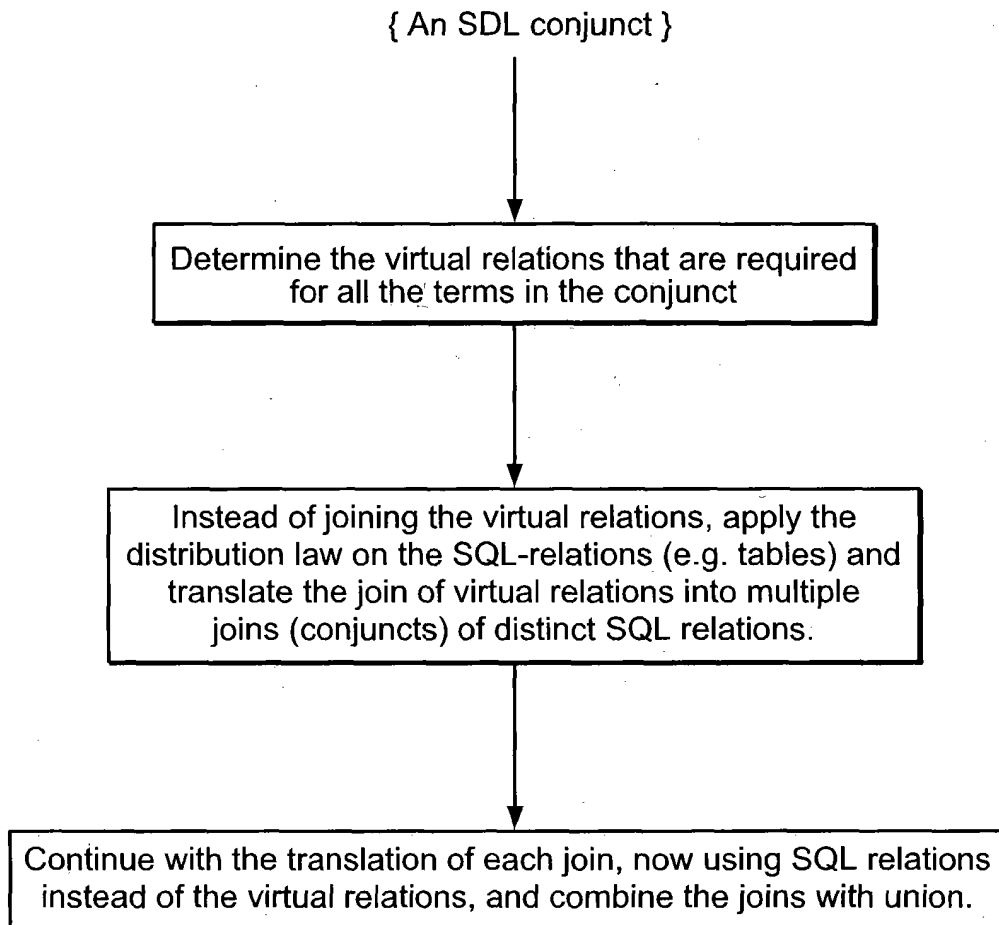 { An SDL conjunct }
Determine the virtual relations that are required
for all the terms in the conjunct
Instead of joining the virtual relations, apply the
distribution law on the SQL-relations (e.g. tables) and
translate the join of virtual relations into multiple
joins (conjuncts) of distinct SQL relations.
Continue with the translation of each join, now using SQL relations
instead of the virtual relations, and combine the joins with union.